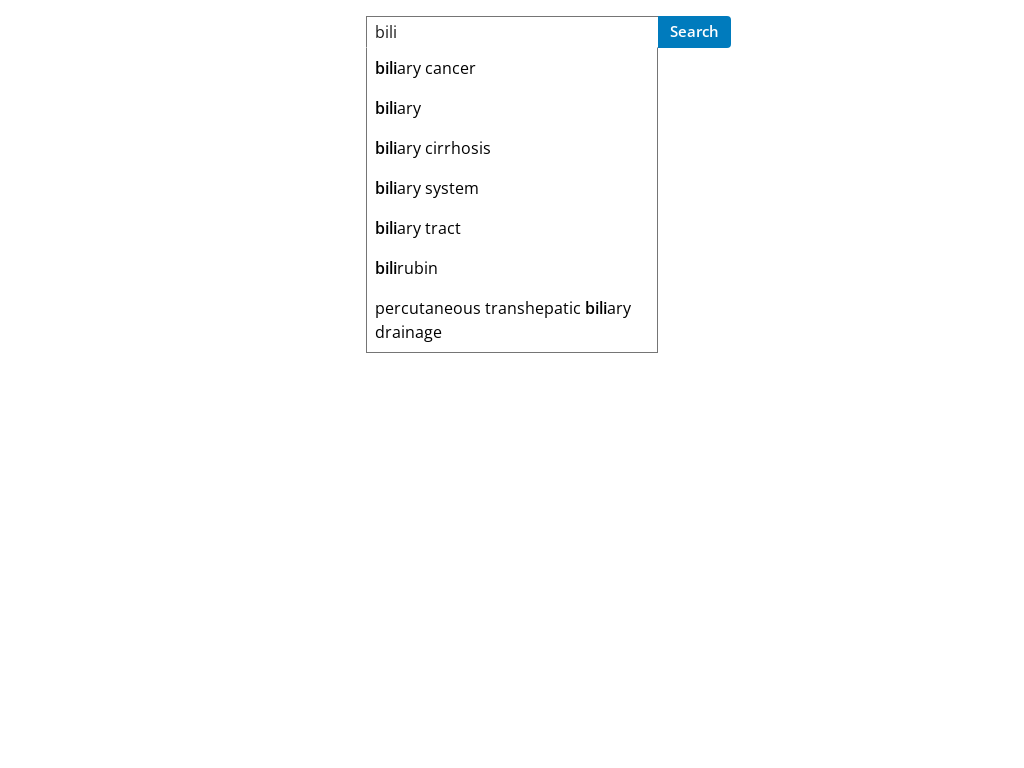 bili
Search
biliary cancer
biliary
biliary cirrhosis
biliary system
biliary tract
bilirubin
percutaneous transhepatic biliary
drainage